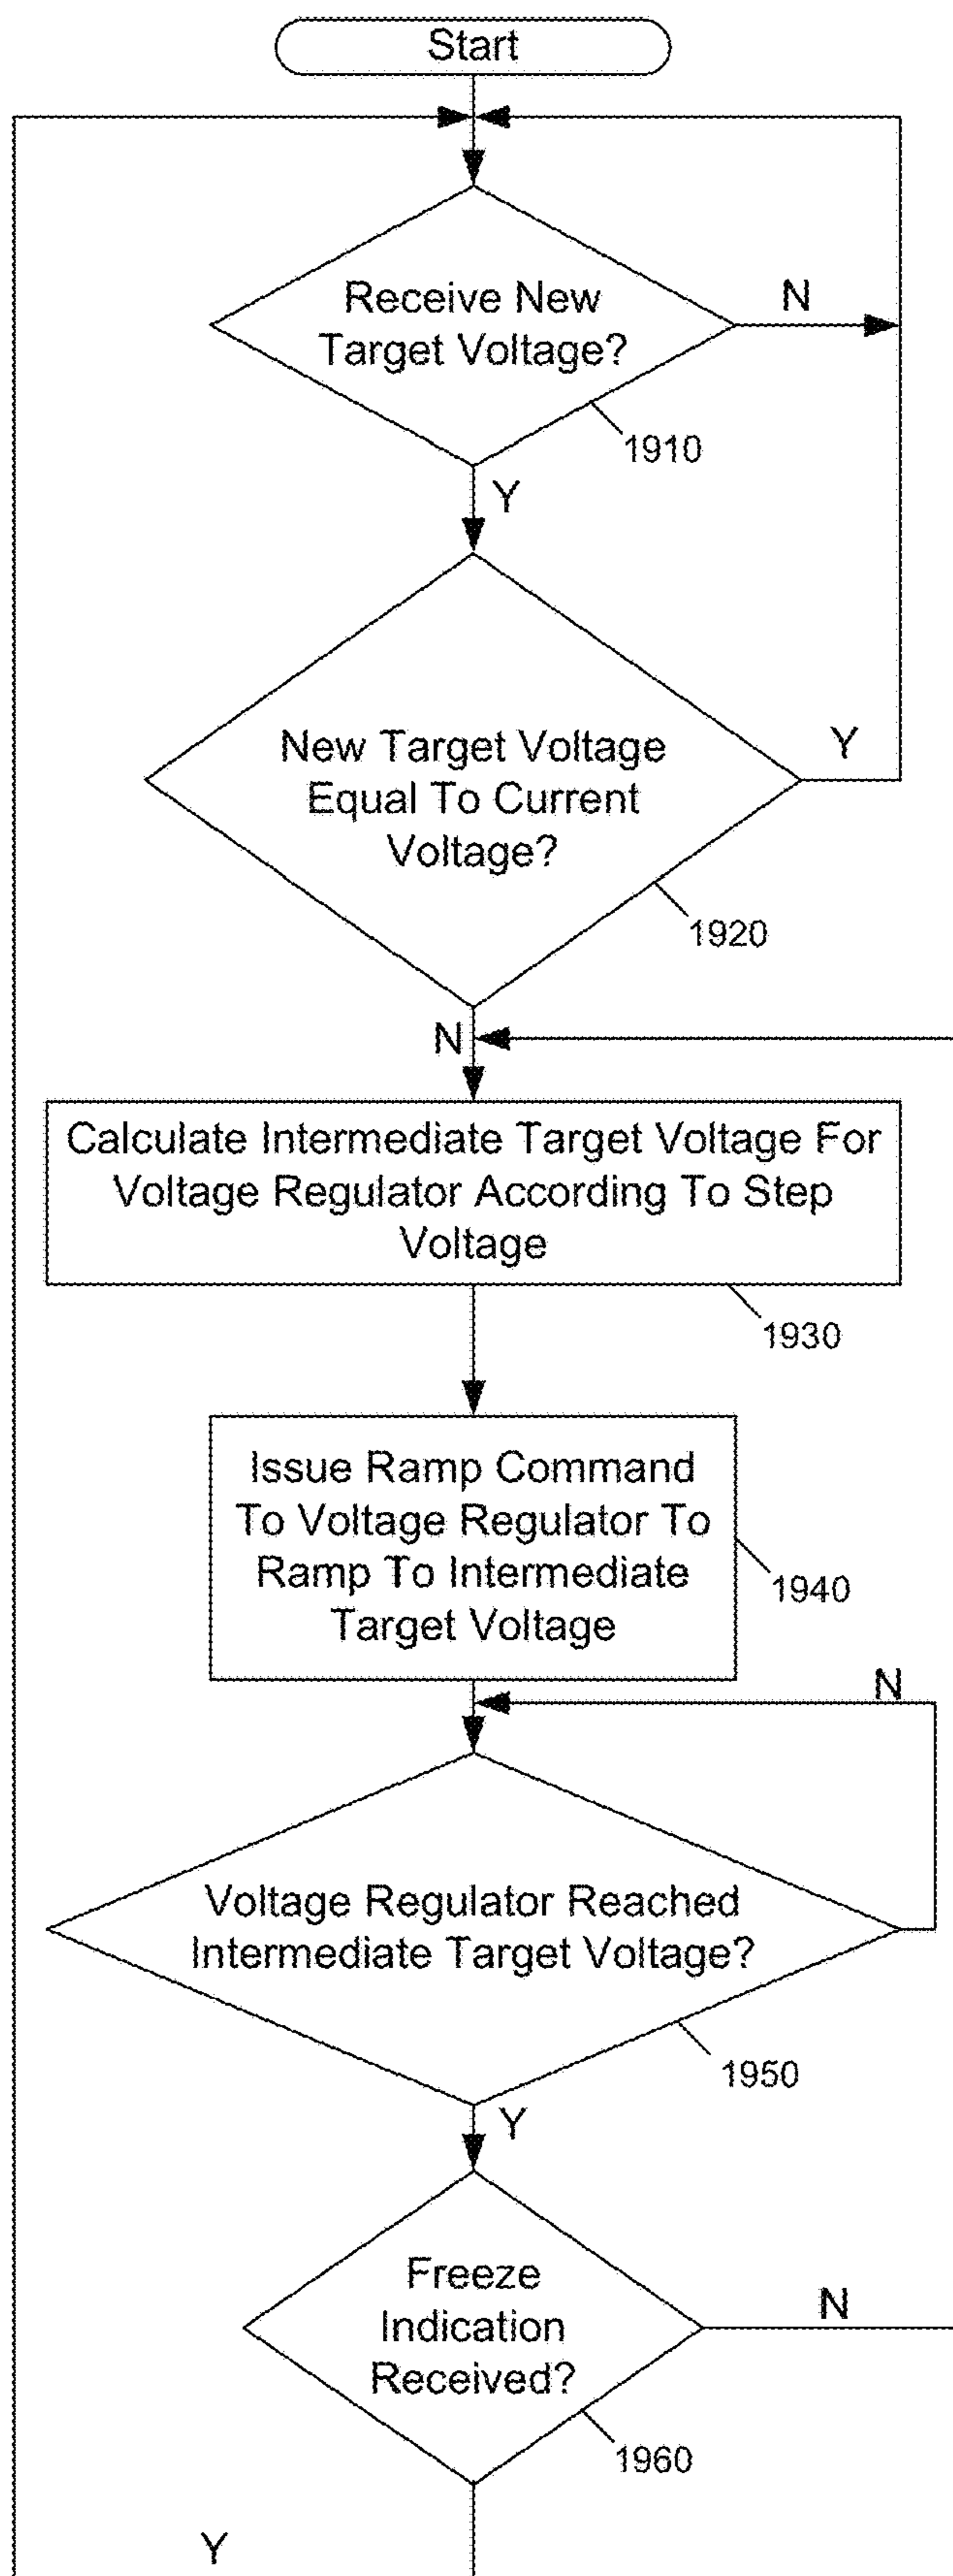 Start
Receive New
Target Voltage?
N
1910
Y
New Target Voltage
Equal To Current
Voltage?
Y
1920
N
Calculate Intermediate Target Voltage For
Voltage Regulator According To Step
Voltage
1930
Issue Ramp Command
To Voltage Regulator To
Ramp To Intermediate
Target Voltage
1940
N
Voltage Regulator Reached
Intermediate Target Voltage?
1950
Y
Freeze
Indication
Received?
N
1960
Y